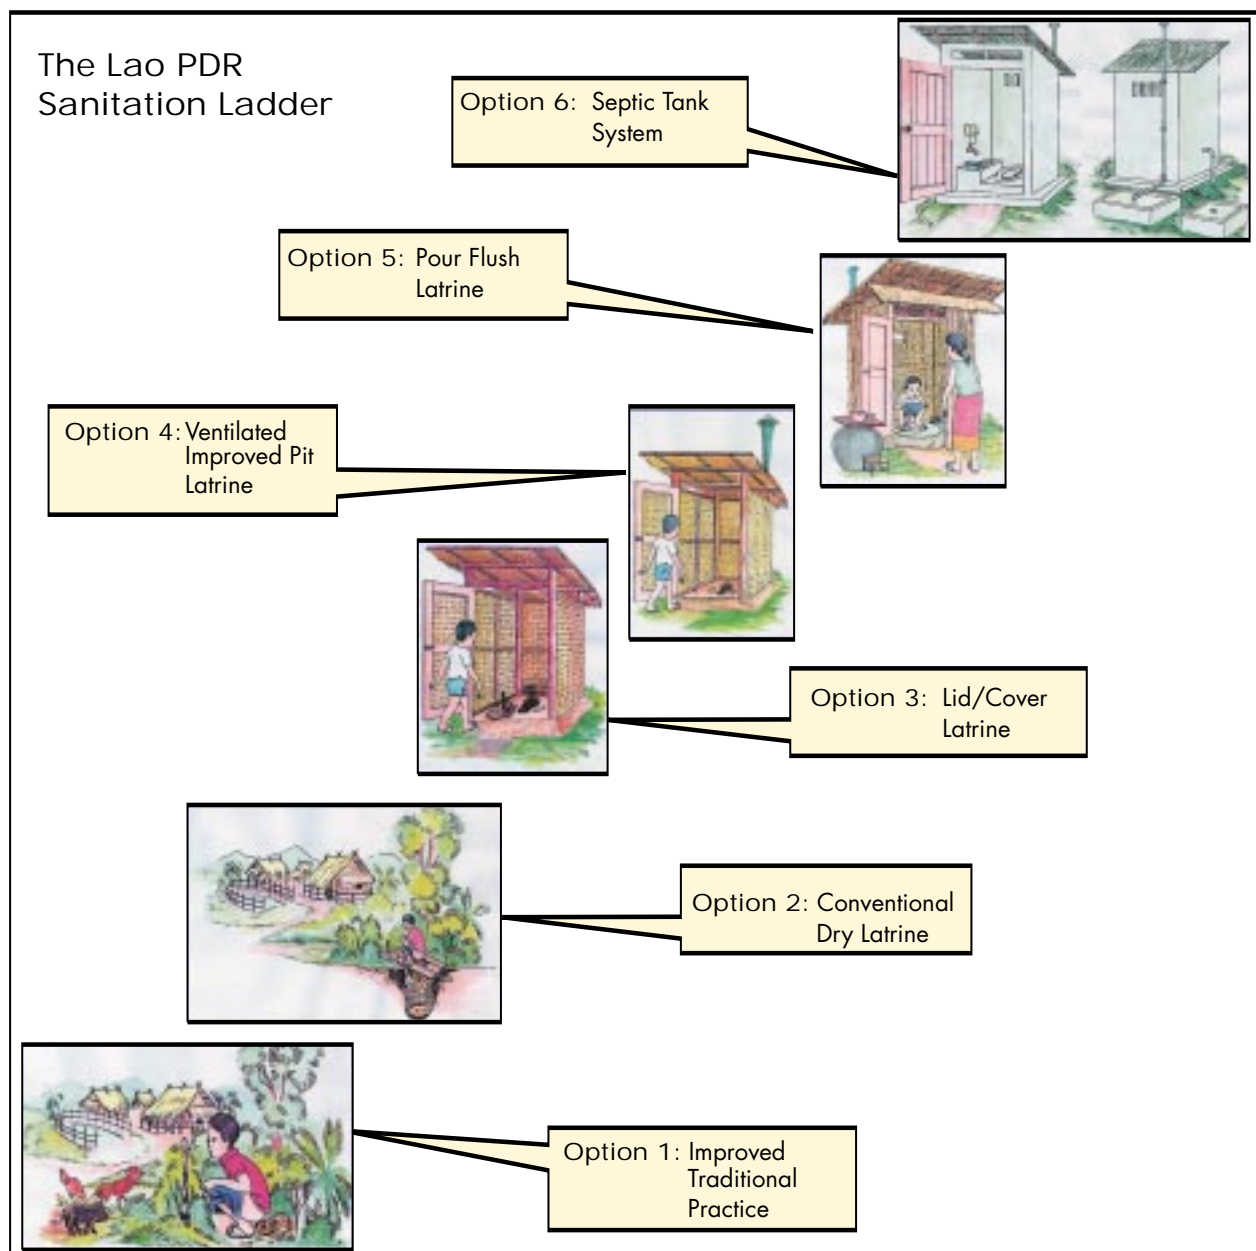 The Lao PDR
Sanitation Ladder
Option 6: Septic Tank
System
Option 5: Pour Flush
Latrine
Option 4: Ventilated
Improved Pit
Latrine
Option 3: Lid/Cover
Latrine
Option 2: Conventional
Dry Latrine
Option 1: Improved
Traditional
Practice